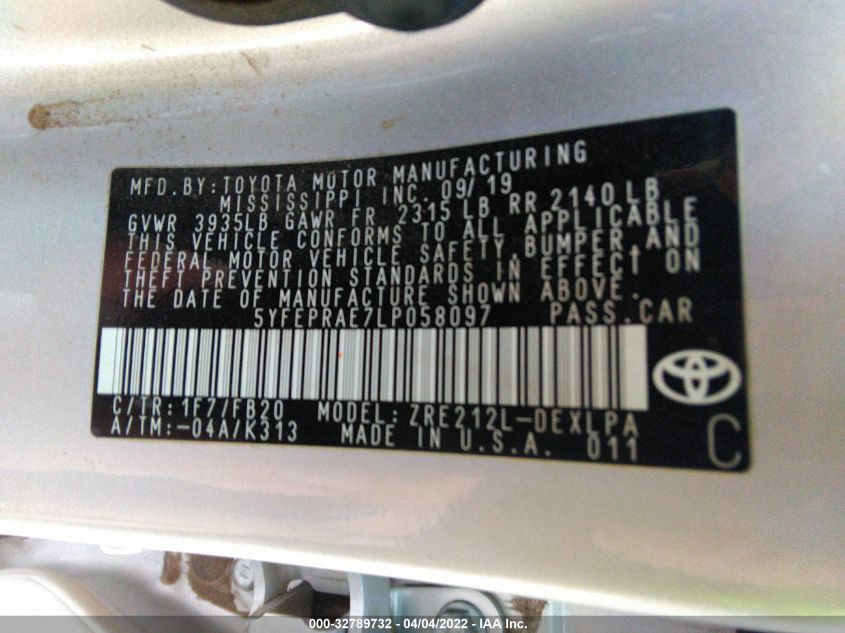 MFD.BY:TOYOTA MOTOR MANUFACTURING
MISSISSIPPI INC. 09/19
GVWR 3935LB GAWR FR 2315 LB RR 2140 LB
THIS VEHICLE CONFORMS TO ALL APPLICABLE
FEDERAL MOTOR VEHICLE SAFETY,BUMPER,AND
THEFT PREVENTION STANDARDS IN EFFECT ON
THE DATE OF MANUFACTURE SHOWN ABOVE.
5YFEPRAE7LP058097 PASS.CAR
C/TR:1F7/FB20 MODEL:ZRE212L-DEXLPA
A/TM:-04A/K313 MADE IN U.S.A. 011
C
000-32789732 - 04/04/2022 - IAA Inc.